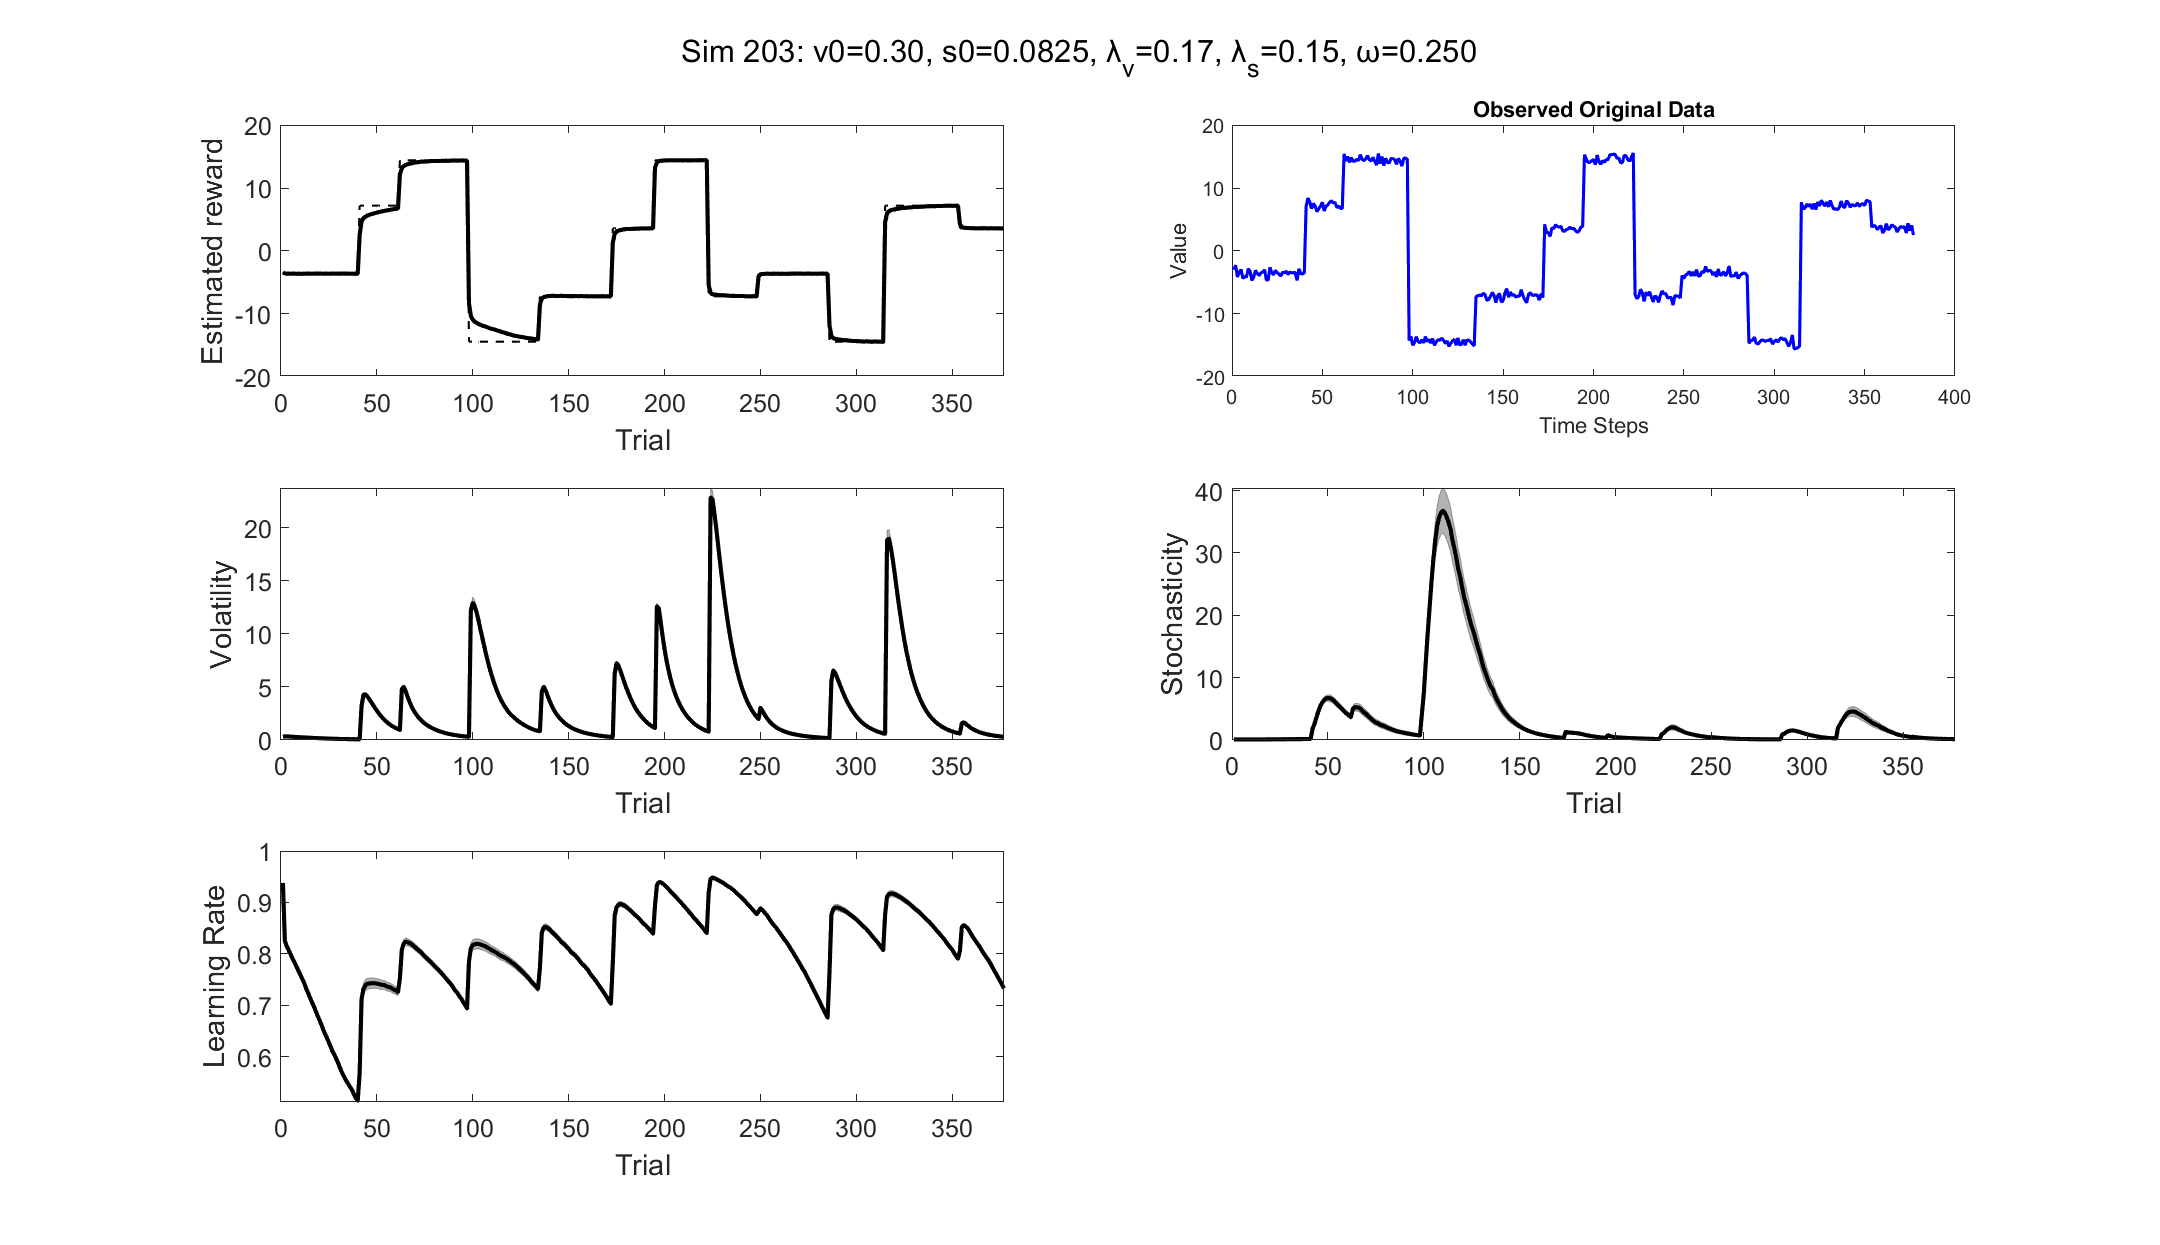 Sim 203: v0=0.30, s0=0.0825, λv=0.17, λs=0.15, ω=0.250
Estimated reward
20
10
0
-10
-20
0 50 100 150 200 250 300 350
Trial
Observed Original Data
Value
20
10
0
-10
-20
0 50 100 150 200 250 300 350 400
Time Steps
Volatility
20
15
10
5
0
0 50 100 150 200 250 300 350
Trial
Stochasticity
40
30
20
10
0
0 50 100 150 200 250 300 350
Trial
Learning Rate
1
0.9
0.8
0.7
0.6
0 50 100 150 200 250 300 350
Trial